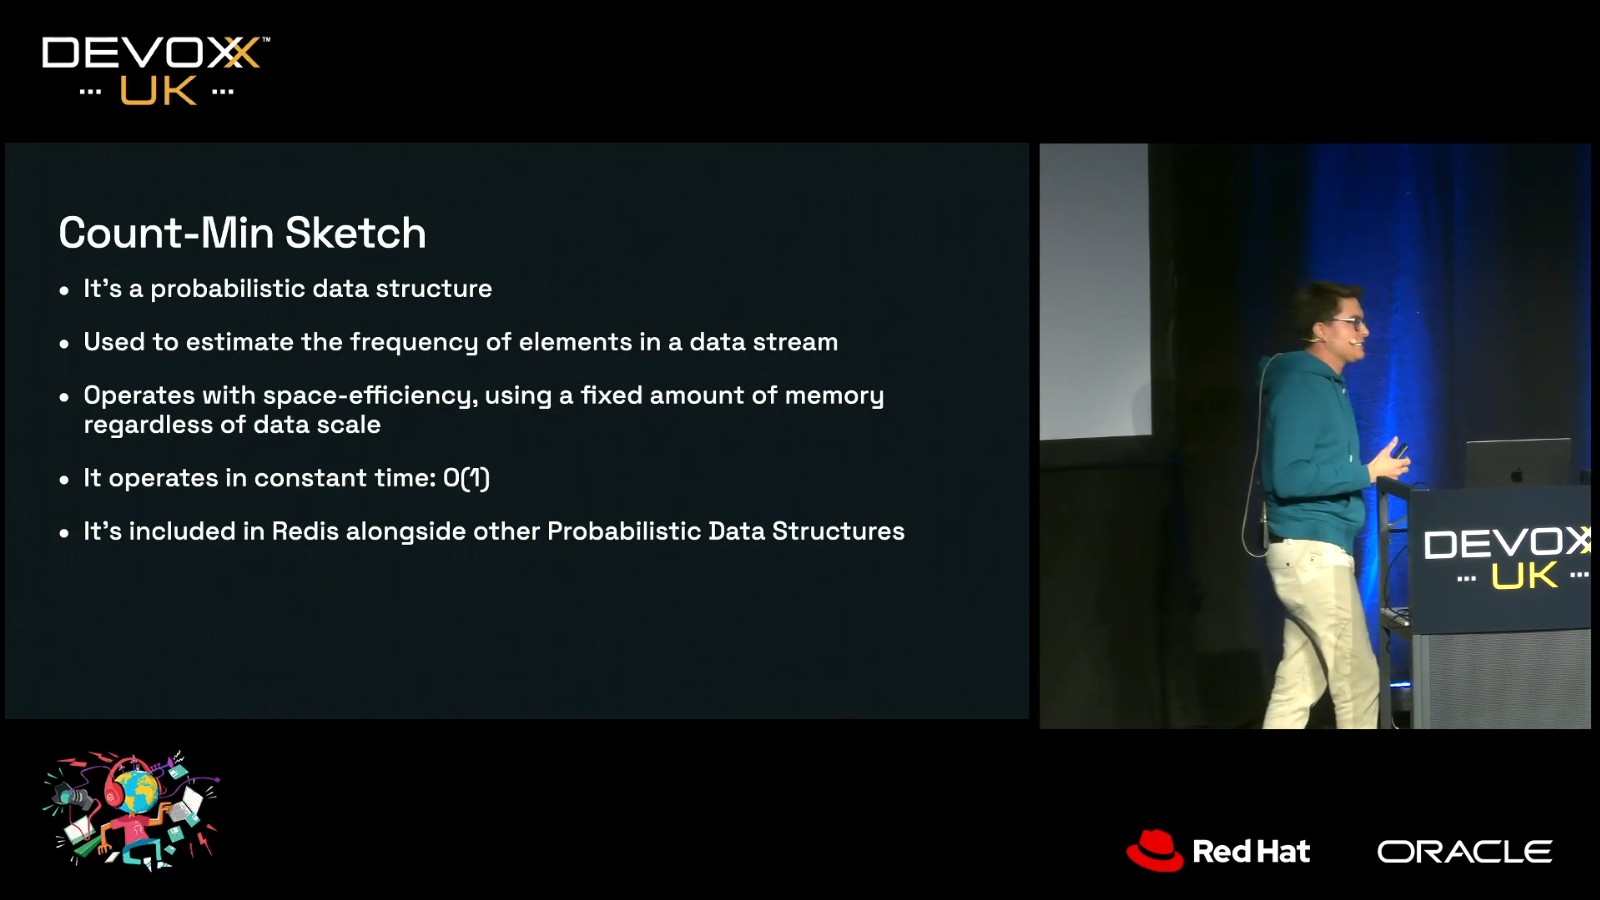 DEVOXX™
UK
Count-Min Sketch
• It's a probabilistic data structure
• Used to estimate the frequency of elements in a data stream
• Operates with space-efficiency, using a fixed amount of memory
regardless of data scale
• It operates in constant time: O(1)
• It's included in Redis alongside other Probabilistic Data Structures
DEVOXX
UK
Red Hat
ORACLE